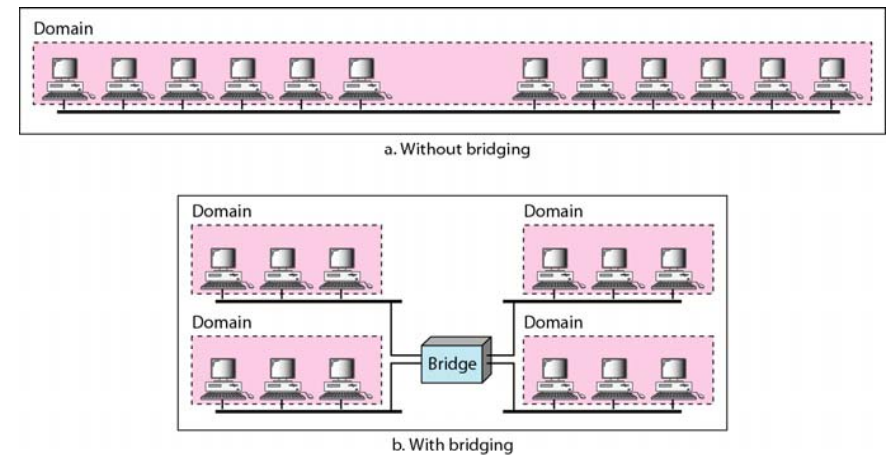 Domain
a. Without bridging
Domain
Domain
Domain
Domain
Bridge
b. With bridging